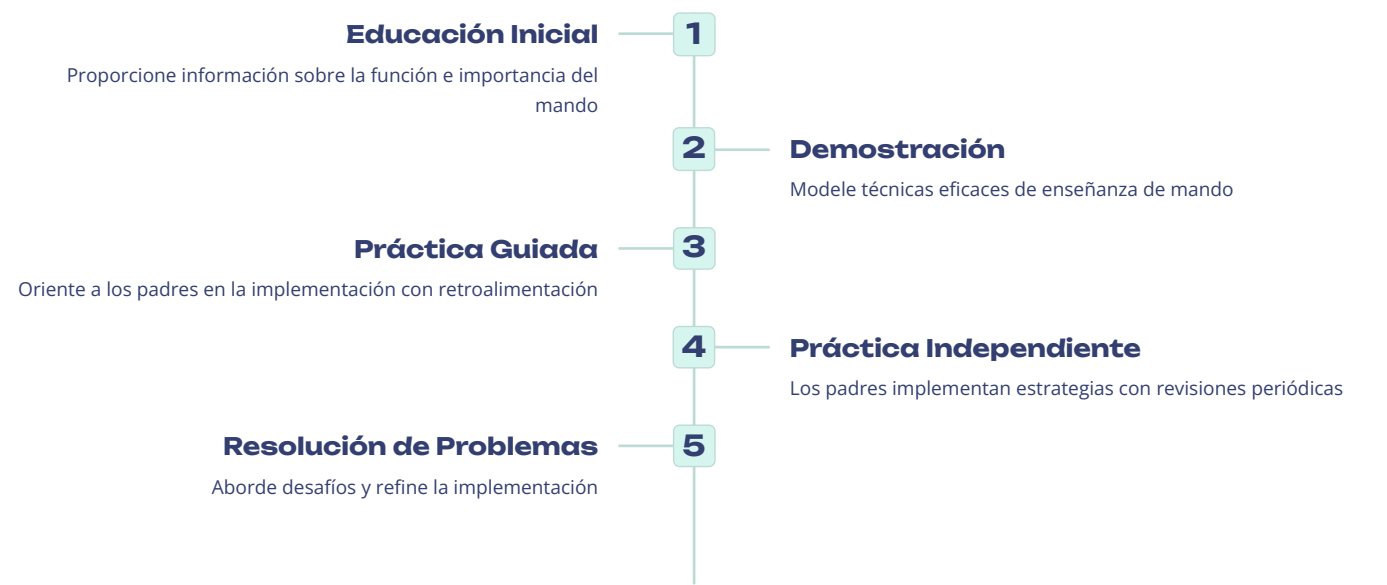 Educación Inicial
1
Proporcione información sobre la función e importancia del
mando
2
Demostración
Modele técnicas eficaces de enseñanza de mando
Práctica Guiada
3
Oriente a los padres en la implementación con retroalimentación
4
Práctica Independiente
Los padres implementan estrategias con revisiones periódicas
Resolución de Problemas
5
Aborde desafíos y refine la implementación